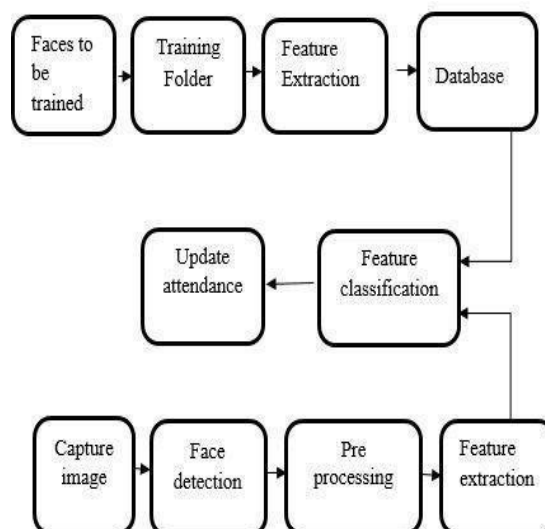 Faces to
be
trained
Training
Folder
Feature
Extraction
Database
Update
attendance
Feature
classification
Capture
image
Face
detection
Pre
processing
Feature
extraction